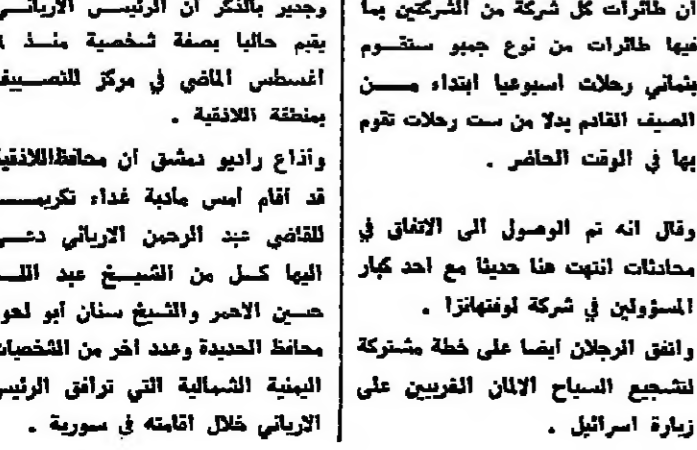 ان طائرات كل شركة من الشركتين بما
فيها طائرات من نوع جمبو ستقوم
بثماني رحلات اسبوعيا ابتداء من
الصيف القادم بدلا من ست رحلات تقوم
بها في الوقت الحاضر .
وقال انه تم الوصول الى الاتفاق في
محادثات انتهت هنا حديثا مع احد كبار
المسؤولين في شركة لوفتهانزا .
واتفق الرجلان ايضا على خطة مشتركة
لتشجيع السياح الالمان الغربيين على
زيارة اسرائيل .
وجدير بالذكر ان الرئيس الارياني
يقيم حاليا بصفة شخصية منذ
اغسطس الماضي في مركز للتصييف
بمنطقة اللاذقية .
وأذاع راديو دمشق ان محافظ اللاذقية
قد اقام امس مأدبة غداء
للقاضي عبد الرحمن الارياني
اليها كل من الشيخ عبد
حسين الاحمر والشيخ سنان أبو
محافظ الحديدة وعدد اخر من الشخصيات
اليمنية الشمالية التي ترافق
الارياني خلال اقامته في سورية .